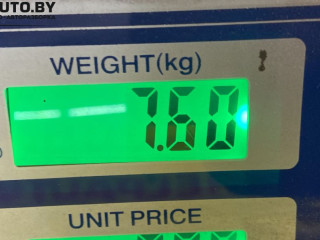 UTO.BY
WEIGHT(kg)
7.60
UNIT PRICE